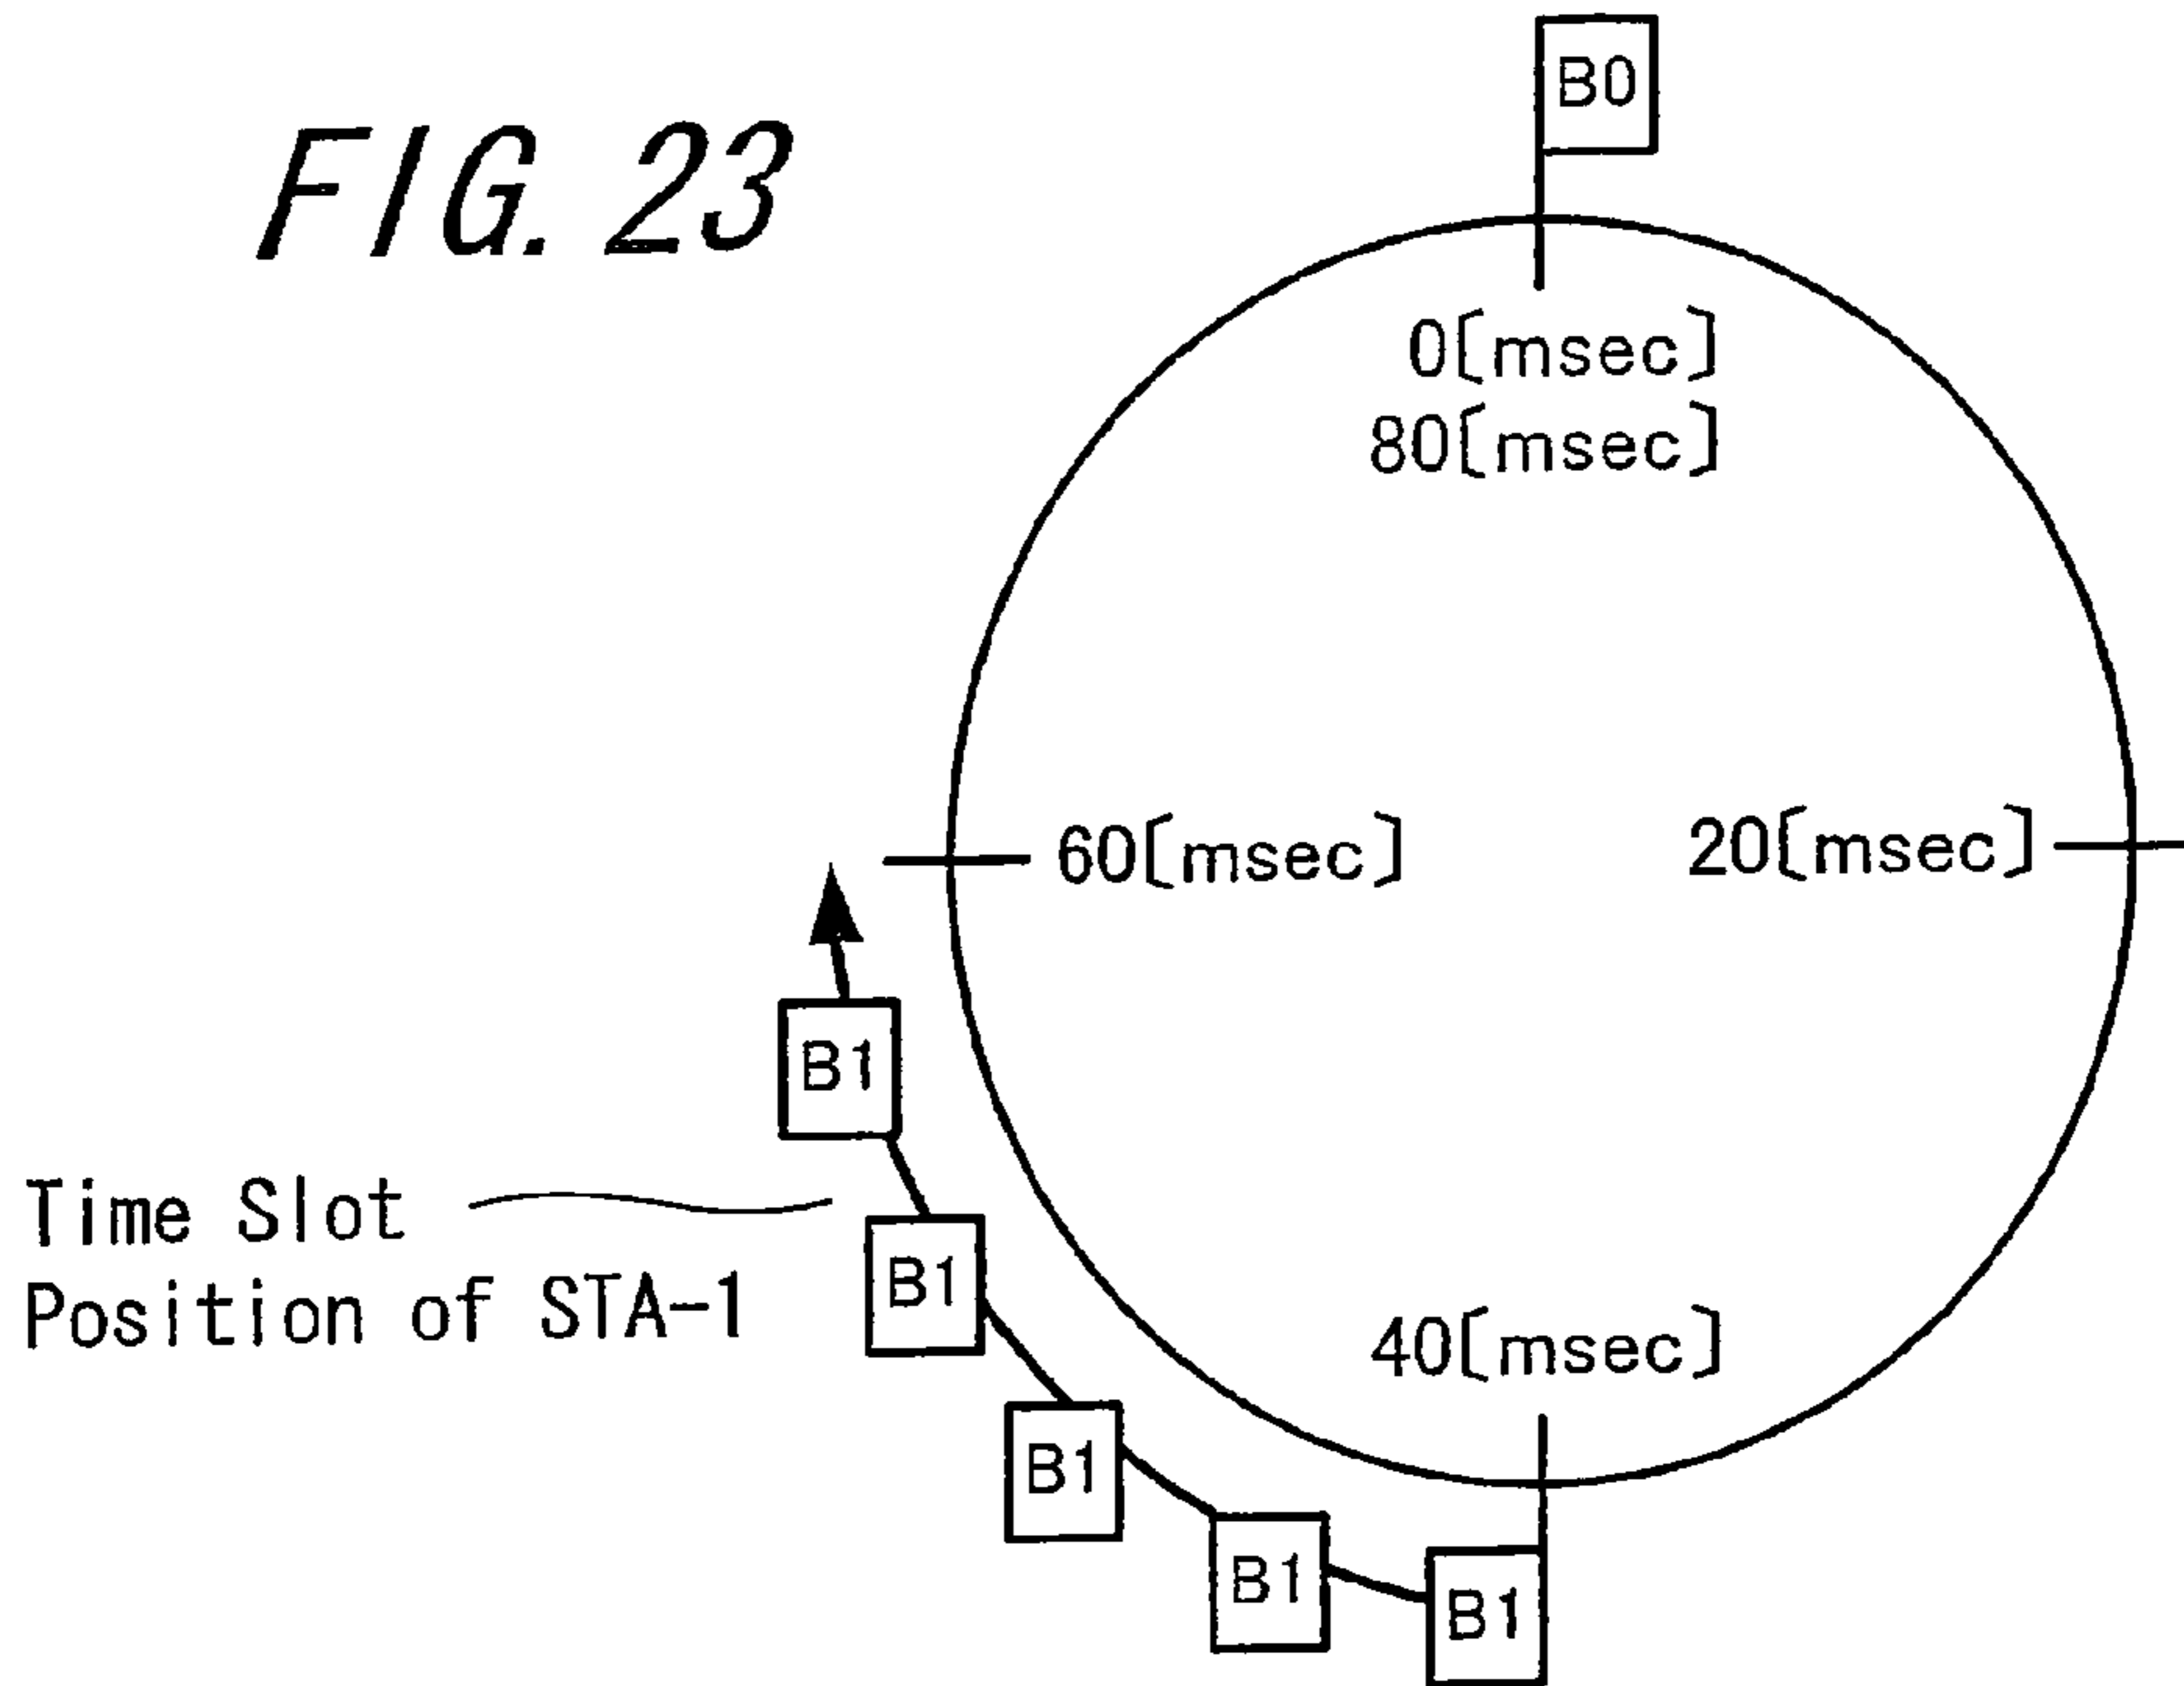 FIG. 23
B0
0[msec]
80[msec]
60[msec]
20[msec]
B1
Time Slot
Position of STA-1
B1
40[msec]
B1
B1
B1